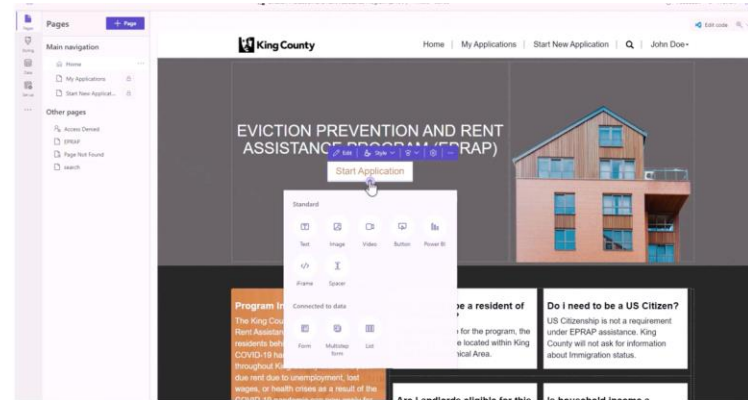 Pages
+ Page
Edit code
Main navigation
Home
My Applications
Start New Applicat...
Other pages
Access Denied
EPRAP
Page Not Found
search
King County
Home | My Applications | Start New Application | John Doe
EVICTION PREVENTION AND RENT
ASSISTANCE PROGRAM (EPRAP)
Edit
Style
Start Application
Standard
Text
Image
Video
Button
Power BI
iFrame
Spacer
Connected to data
Form
Multistep
form
List
Program In
The King Cou
Rent Assistan
residents beh
COVID-19 ha
throughout King
due rent due to unemployment, lost
wages, or health crises as a result of the
be a resident of
?
for the program, the
e located within King
hical Area.
Do i need to be a US Citizen?
US Citizenship is not a requirement
under EPRAP assistance. King
County will not ask for information
about Immigration status.
Are Landlords eligible for this
Is household income a